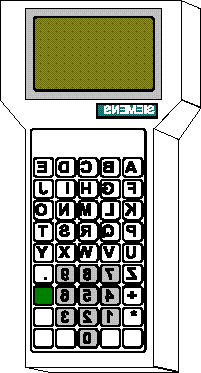 SIEMENS
A B C D E
F G H I J
K L M N O
P Q R S T
U V W X Y
Z 7 8 9 .
+ 4 5 6
* 1 2 3
0